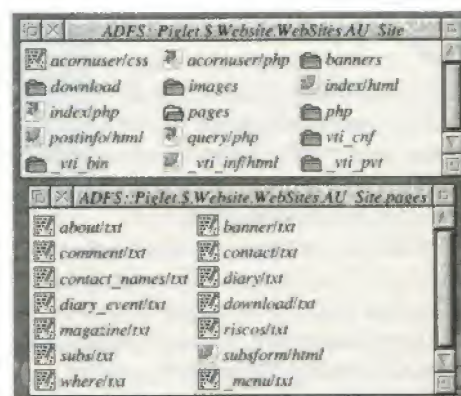 ADFS::Piglet.$.Website.WebSites.AU_Site
acornuser/css acornuser/php banners
download images index/html
index/php pages php
postinfo/html query/php vti_cnf
_vti_bin _vti_inf/html _vti_pvt
ADFS::Piglet.$.Website.WebSites.AU_Site.pages
about/txt banner/txt
comment/txt contact/txt
contact_names/txt diary/txt
diary_event/txt download/txt
magazine/txt riscos/txt
subs/txt subsform/html
where/txt _menu/txt